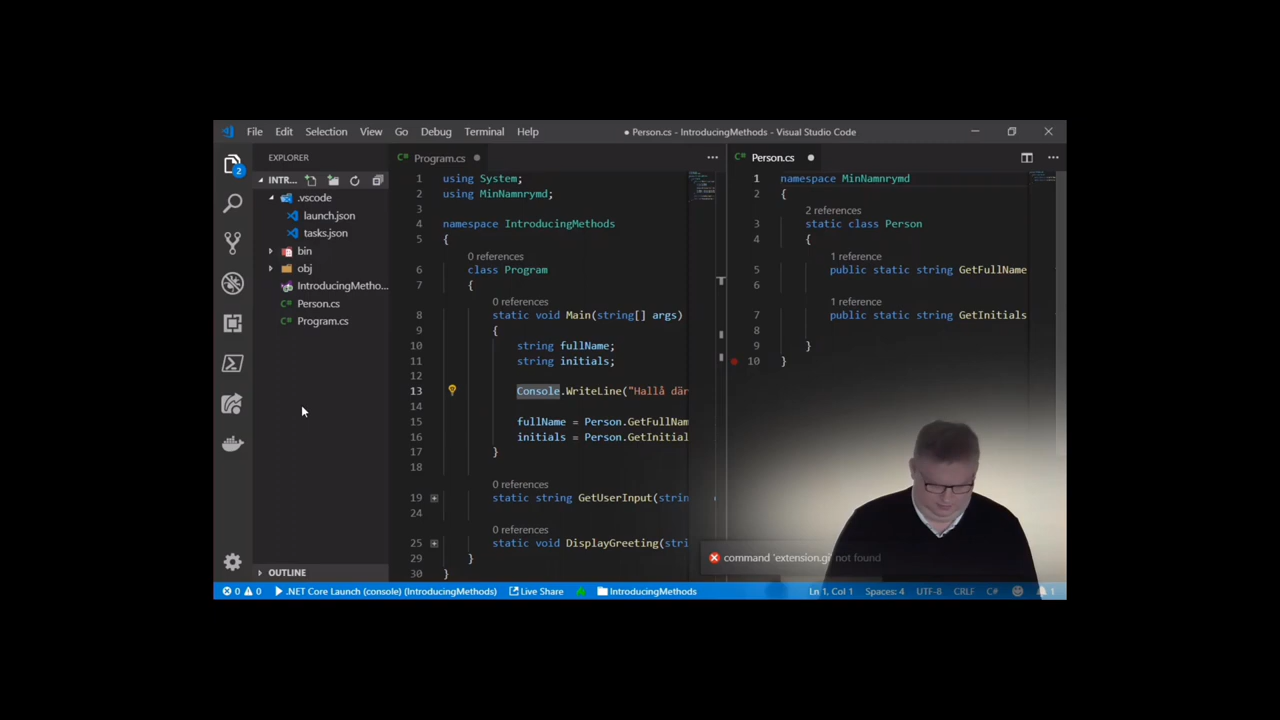 File Edit Selection View Go Debug Terminal Help
● Person.cs - IntroducingMethods - Visual Studio Code
EXPLORER
INTR...
.vscode
launch.json
tasks.json
bin
obj
IntroducingMetho...
Person.cs
Program.cs
OUTLINE
2
Program.cs
1 using System;
2 using MinNamnrymd;
3
4 namespace IntroducingMethods
5 {
0 references
6 class Program
7 {
0 references
8 static void Main(string[] args)
9 {
10 string fullName;
11 string initials;
12
13 Console.WriteLine("Hallå där
14
15 fullName = Person.GetFullNam
16 initials = Person.GetInitial
17 }
18
0 references
19 static string GetUserInput(strin
24
0 references
25 static void DisplayGreeting(stri
29 }
30 }
Person.cs
1 namespace MinNamnrymd
2 {
2 references
3 static class Person
4 {
1 reference
5 public static string GetFullName
6
1 reference
7 public static string GetInitials
8
9 }
10 }
command 'extension.gi' not found
0 0 .NET Core Launch (console) (IntroducingMethods) Live Share IntroducingMethods Ln 1, Col 1 Spaces: 4 UTF-8 CRLF C# 1